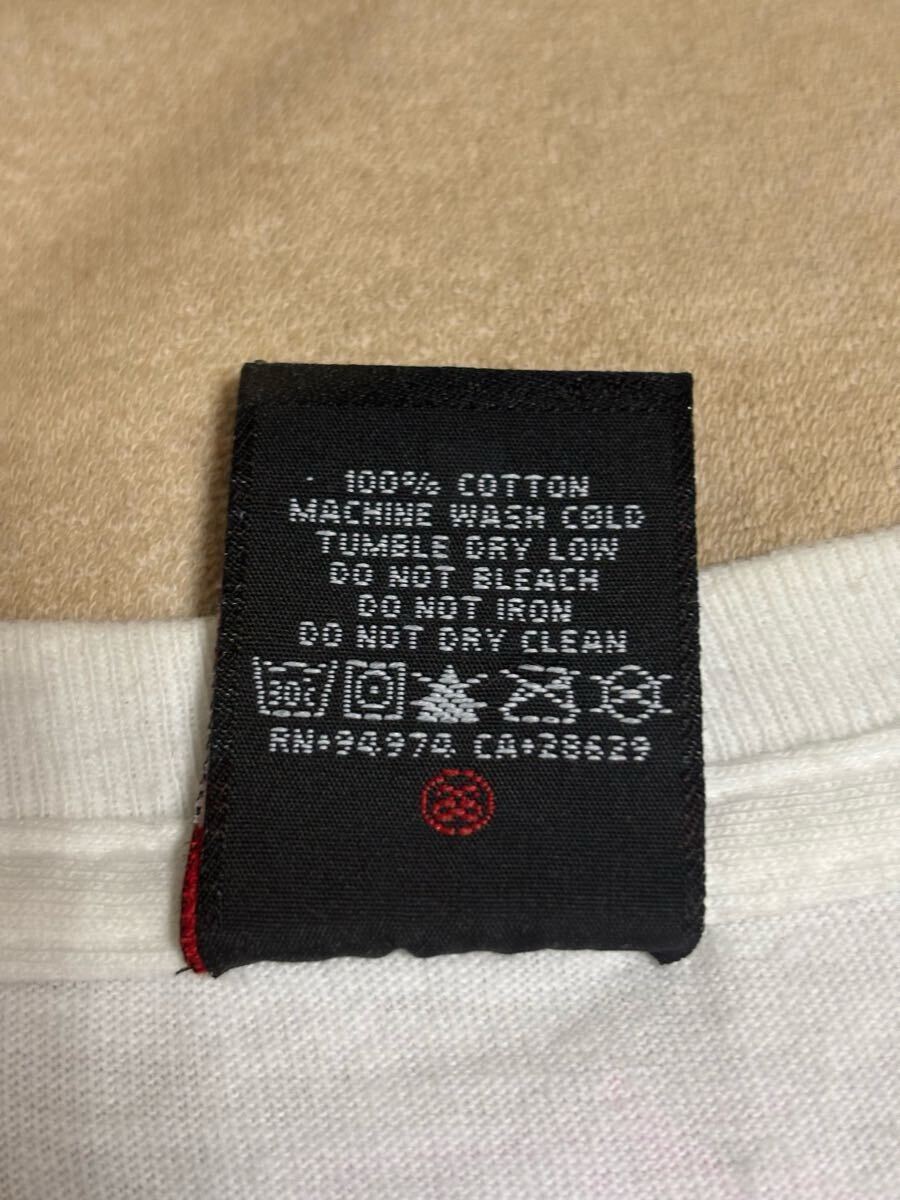 100% COTTON
MACHINE WASH COLD
TUMBLE DRY LOW
DO NOT BLEACH
DO NOT IRON
DO NOT DRY CLEAN
30C
RN•94974 CA•28629